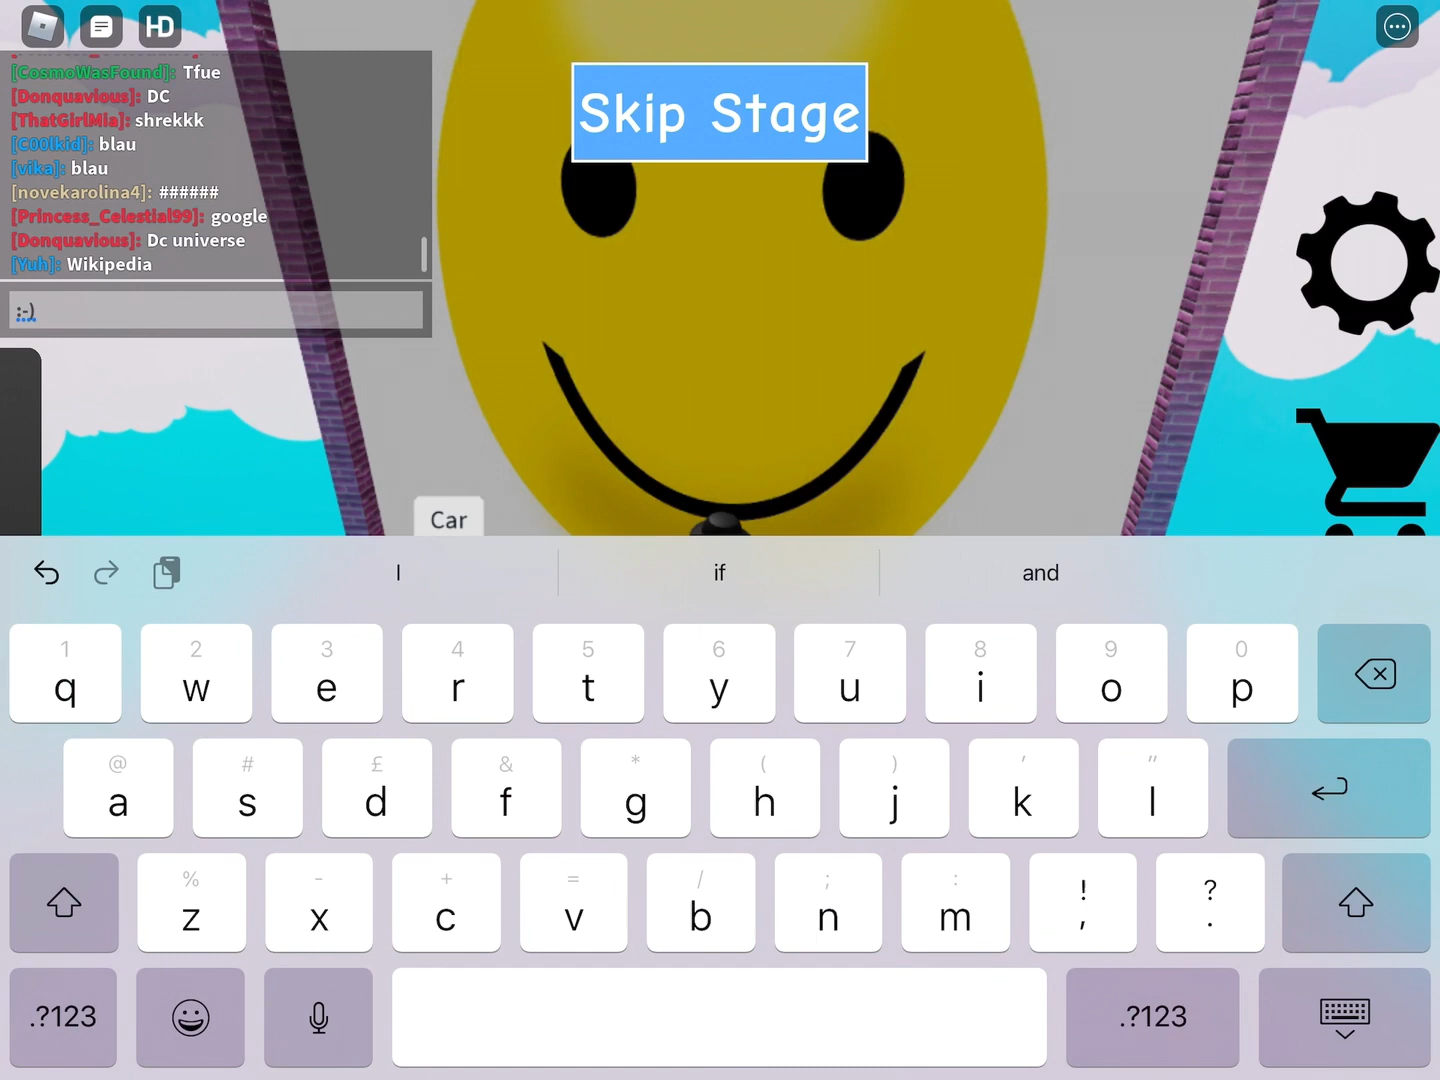 HD
[CosmoWasFound]: Tfue
[Donquavious]: DC
[ThatGirlMia]: shrekkk
[C00lkid]: blau
[vika]: blau
[novekarolina4]: ######
[Princess_Celestial99]: google
[Donquavious]: Dc universe
[Yuh]: Wikipedia
:-)
Skip Stage
Car
I if and
1 2 3 4 5 6 7 8 9 0
q w e r t y u i o p
@ # £ & * ( ) ' "
a s d f g h j k l
% - + = / ; : ! ?
z x c v b n m , .
.?123 .?123